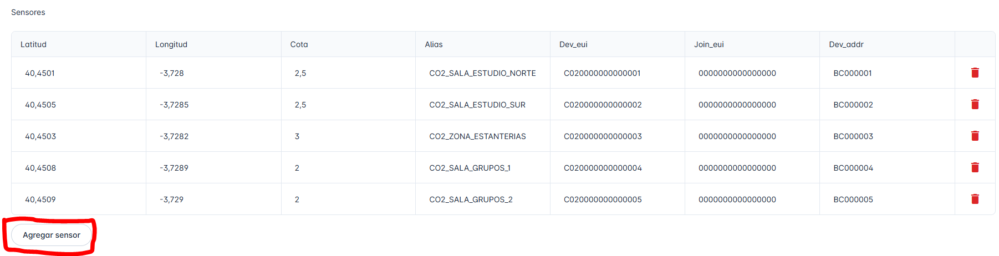 Sensores
Latitud Longitud Cota Alias Dev_eui Join_eui Dev_addr
40,4501 -3,728 2,5 CO2_SALA_ESTUDIO_NORTE C020000000000001 0000000000000000 BC000001
40,4505 -3,7285 2,5 CO2_SALA_ESTUDIO_SUR C020000000000002 0000000000000000 BC000002
40,4503 -3,7282 3 CO2_ZONA_ESTANTERIAS C020000000000003 0000000000000000 BC000003
40,4508 -3,7289 2 CO2_SALA_GRUPOS_1 C020000000000004 0000000000000000 BC000004
40,4509 -3,729 2 CO2_SALA_GRUPOS_2 C020000000000005 0000000000000000 BC000005
Agregar sensor